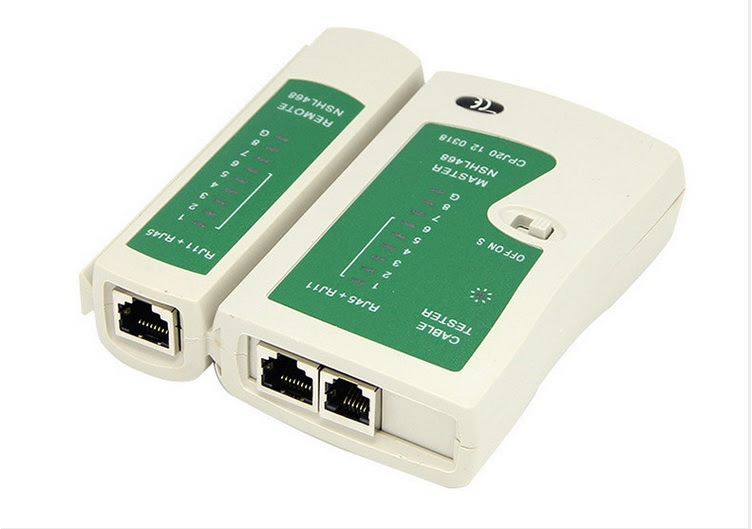 REMOTE
NSHL468
G
8
7
6
5
4
3
2
1
RJ11 + RJ45
CE
CPJ20 12 0318
NSHL468
MASTER
G
8
7
6
5
4
3
2
1
RJ45 + RJ11
OFF ON S
CABLE
TESTER